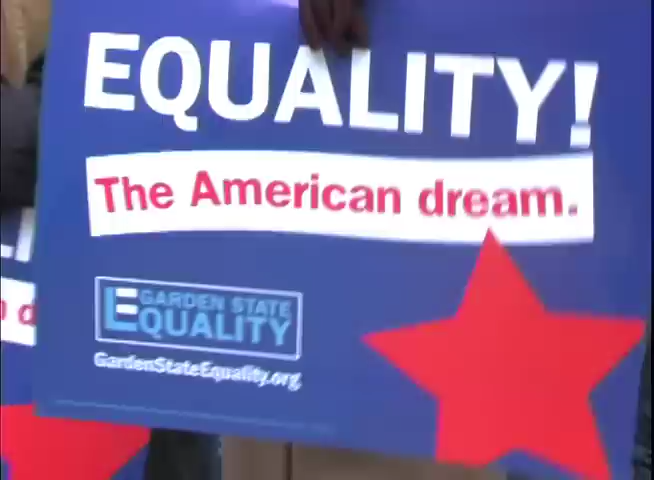 EQUALITY!
The American dream.
GARDEN STATE
EQUALITY
GardenStateEquality.org